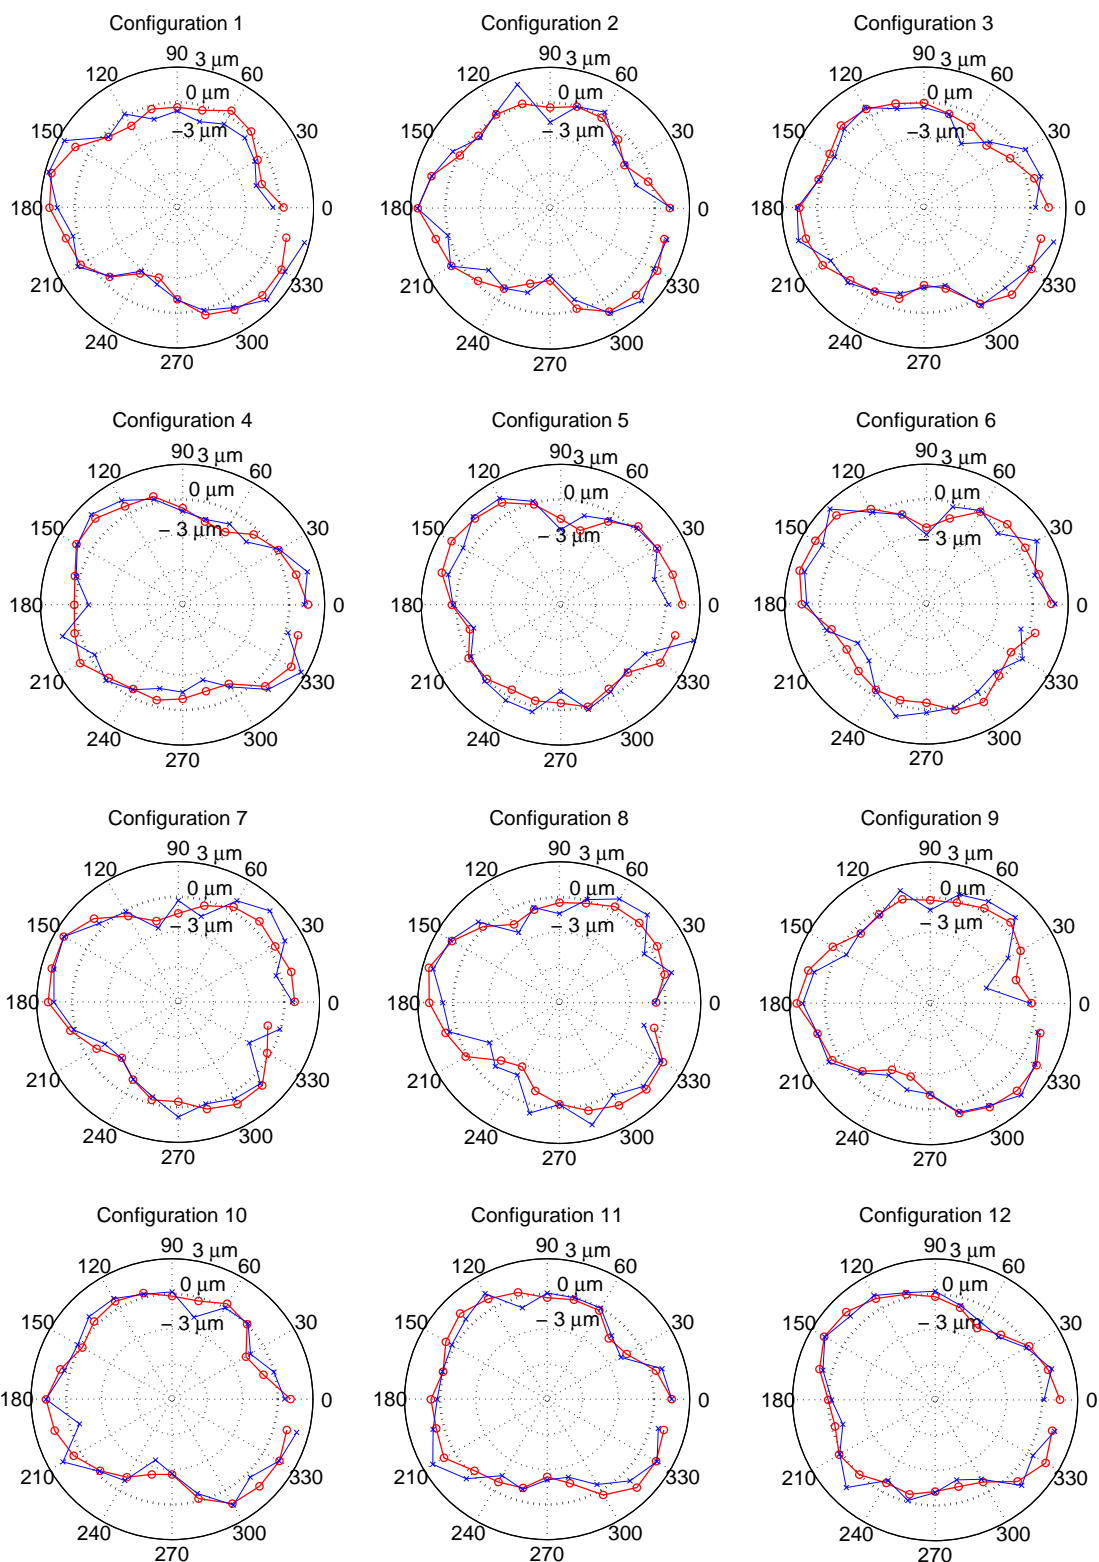 Configuration 1
90 3 μm
120 60
0 μm
150 − 3 μm 30
180 0
210 330
240 300
270
Configuration 2
90 3 μm
120 60
0 μm
150 − 3 μm 30
180 0
210 330
240 300
270
Configuration 3
90 3 μm
120 60
0 μm
150 − 3 μm 30
180 0
210 330
240 300
270
Configuration 4
90 3 μm
120 60
0 μm
150 − 3 μm 30
180 0
210 330
240 300
270
Configuration 5
90 3 μm
120 60
0 μm
150 − 3 μm 30
180 0
210 330
240 300
270
Configuration 6
90 3 μm
120 60
0 μm
150 − 3 μm 30
180 0
210 330
240 300
270
Configuration 7
90 3 μm
120 60
0 μm
150 − 3 μm 30
180 0
210 330
240 300
270
Configuration 8
90 3 μm
120 60
0 μm
150 − 3 μm 30
180 0
210 330
240 300
270
Configuration 9
90 3 μm
120 60
0 μm
150 − 3 μm 30
180 0
210 330
240 300
270
Configuration 10
90 3 μm
120 60
0 μm
150 − 3 μm 30
180 0
210 330
240 300
270
Configuration 11
90 3 μm
120 60
0 μm
150 − 3 μm 30
180 0
210 330
240 300
270
Configuration 12
90 3 μm
120 60
0 μm
150 − 3 μm 30
180 0
210 330
240 300
270